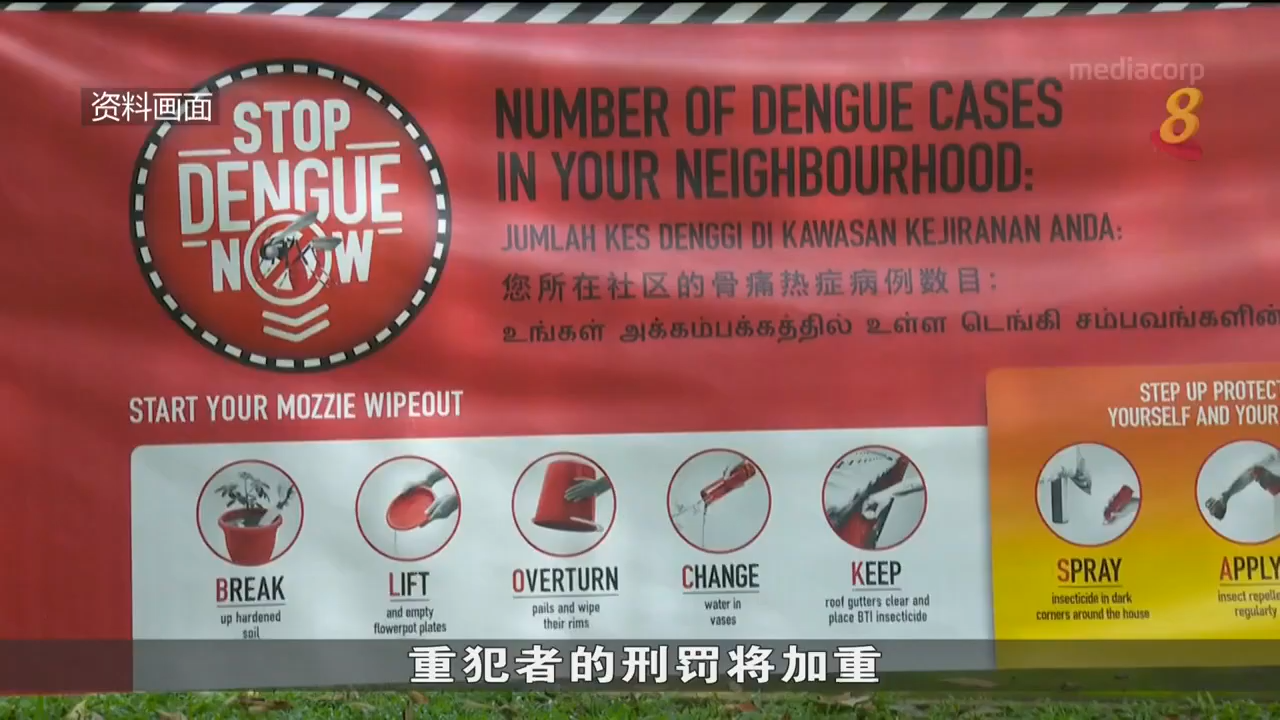 资料画面
mediacorp
8
STOP
DENGUE
NOW
NUMBER OF DENGUE CASES
IN YOUR NEIGHBOURHOOD:
JUMLAH KES DENGGI DI KAWASAN KEJIRANAN ANDA:
您所在社区的骨痛热症病例数目:
உங்கள் அக்கம்பக்கத்தில் உள்ள டெங்கி சம்பவங்களின்
START YOUR MOZZIE WIPEOUT
BREAK
up hardened
soil
LIFT
and empty
flowerpot plates
OVERTURN
pails and wipe
their rims
CHANGE
water in
vases
KEEP
roof gutters clear and
place BTI insecticide
STEP UP PROTECT
YOURSELF AND YOUR
SPRAY
insecticide in dark
corners around the house
APPLY
insect repelle
regularly
重犯者的刑罚将加重